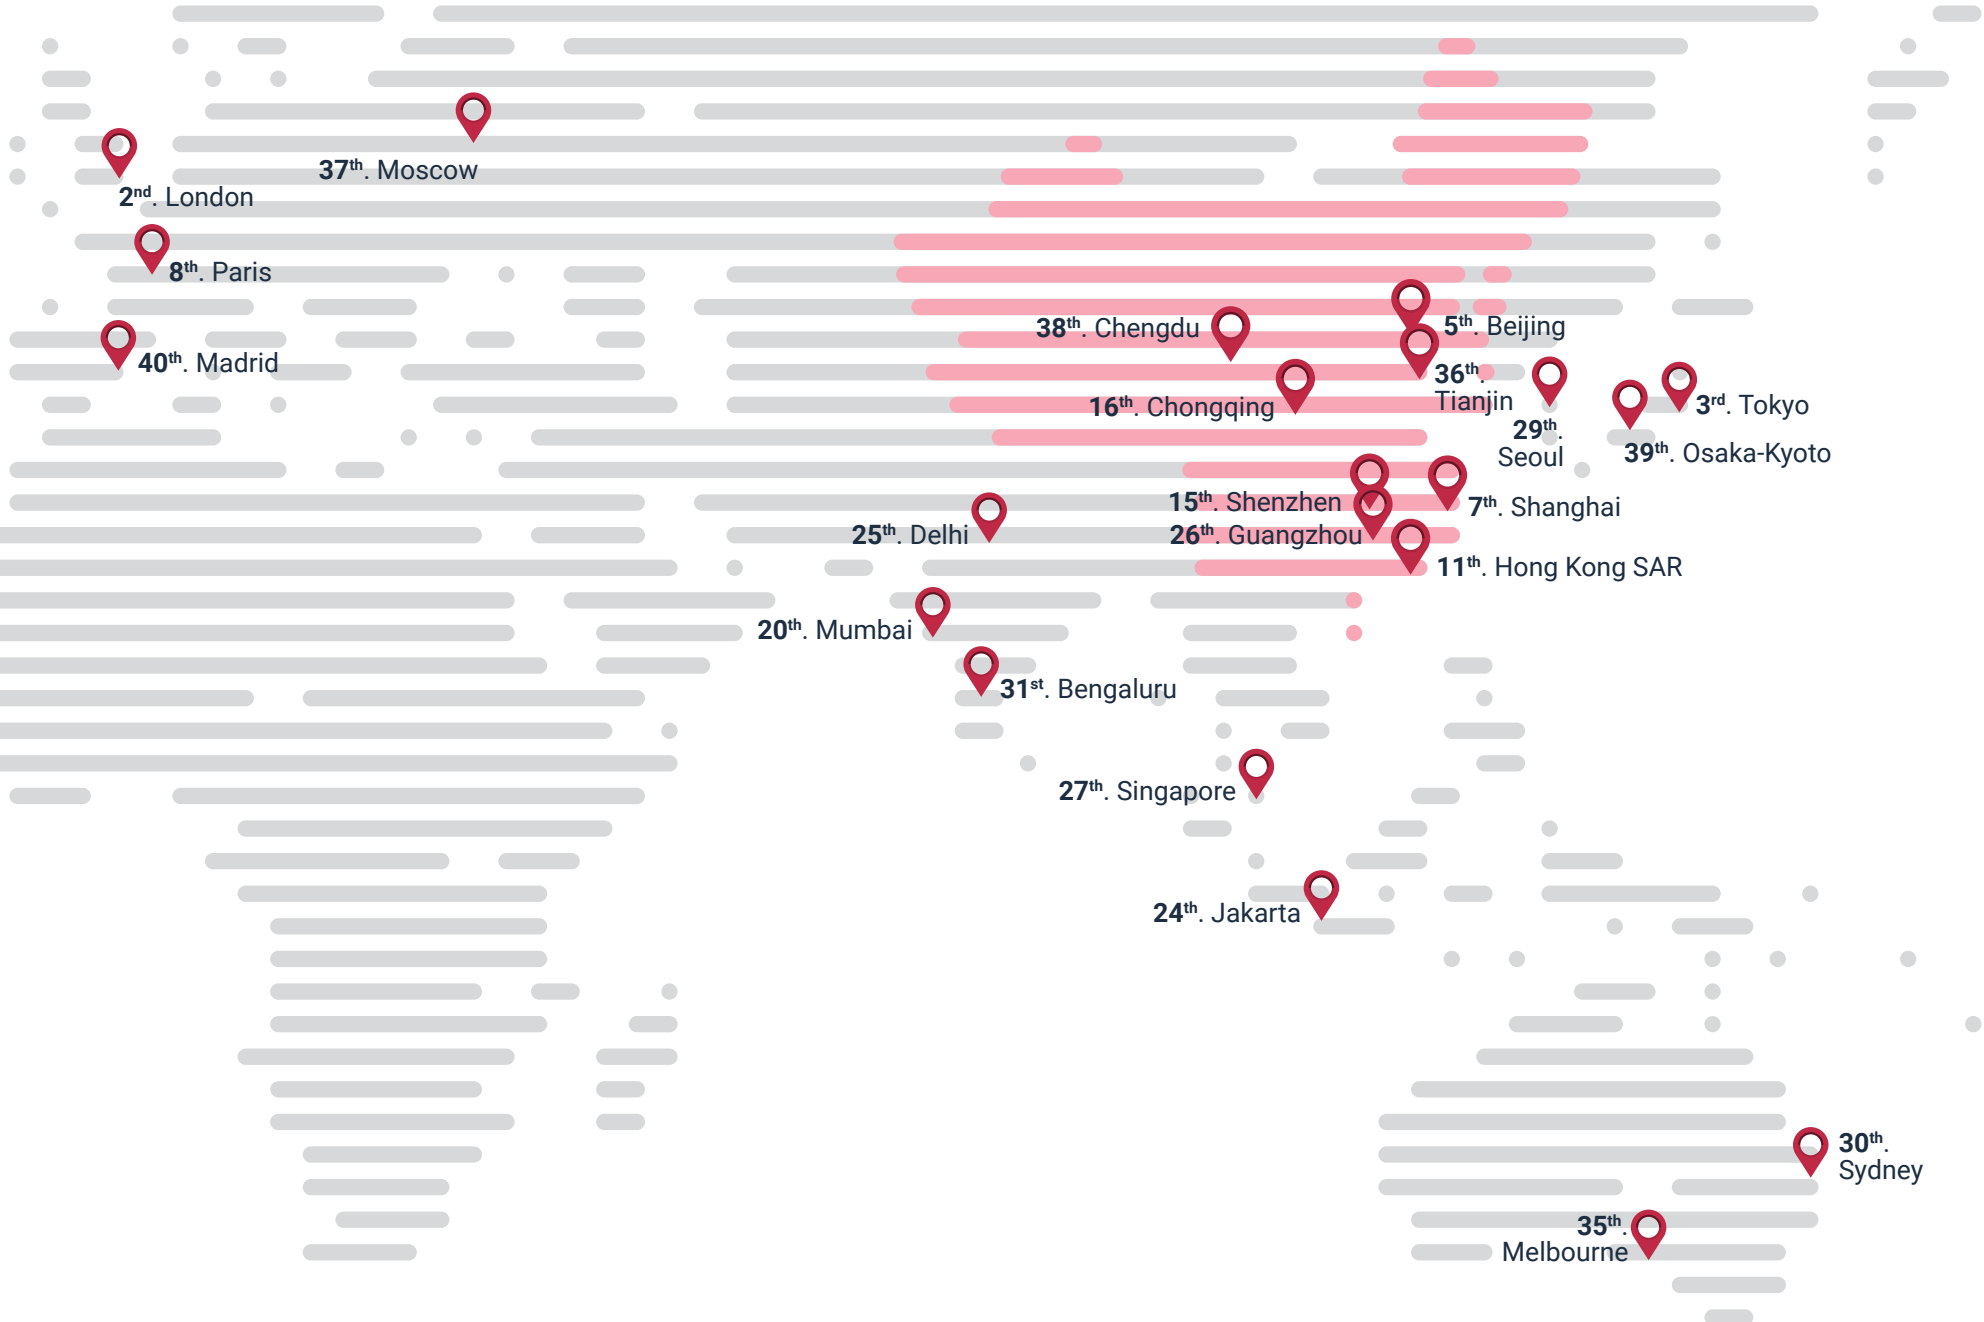 37th. Moscow
2nd. London
8th. Paris
5th. Beijing
38th. Chengdu
40th. Madrid
36th.
Tianjin
16th. Chongqing
3rd. Tokyo
29th.
Seoul
39th. Osaka-Kyoto
15th. Shenzhen
7th. Shanghai
25th. Delhi
26th. Guangzhou
11th. Hong Kong SAR
20th. Mumbai
31st. Bengaluru
27th. Singapore
24th. Jakarta
30th.
Sydney
35th.
Melbourne